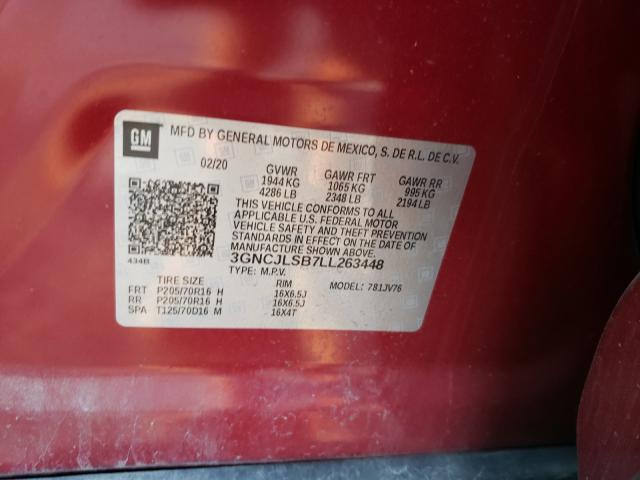 GM
MFD BY GENERAL MOTORS DE MEXICO, S. DE R.L. DE C.V.
02/20 GVWR GAWR FRT GAWR RR
1944 KG 1065 KG 995 KG
4286 LB 2348 LB 2194 LB
THIS VEHICLE CONFORMS TO ALL
APPLICABLE U.S. FEDERAL MOTOR
VEHICLE SAFETY AND THEFT PREVENTION
STANDARDS IN EFFECT ON THE DATE OF
MANUFACTURE SHOWN ABOVE.
434B 3GNCJLSB7LL263448
TYPE: M.P.V.
TIRE SIZE RIM MODEL: 781JV76
FRT P205/70R16 H 16X6.5J
RR P205/70R16 H 16X6.5J
SPA T125/70D16 M 16X4T